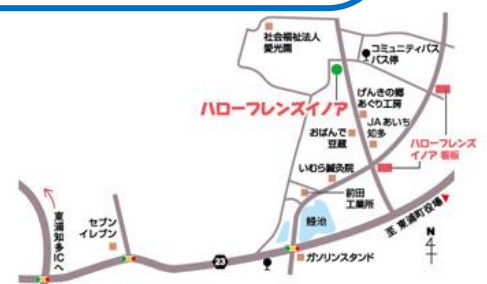 社会福祉法人
愛光園
コミュニティバス
バス停
ハローフレンズイノア
げんきの郷
あぐり工房
JAあいち
知多
おばんで
豆蔵
ハローフレンズ
イノア 看板
いむら鍼灸院
前田
工業所
東浦知多ICへ
セブン
イレブン
軽池
至 東浦町役場
N
4
23
ガソリンスタンド